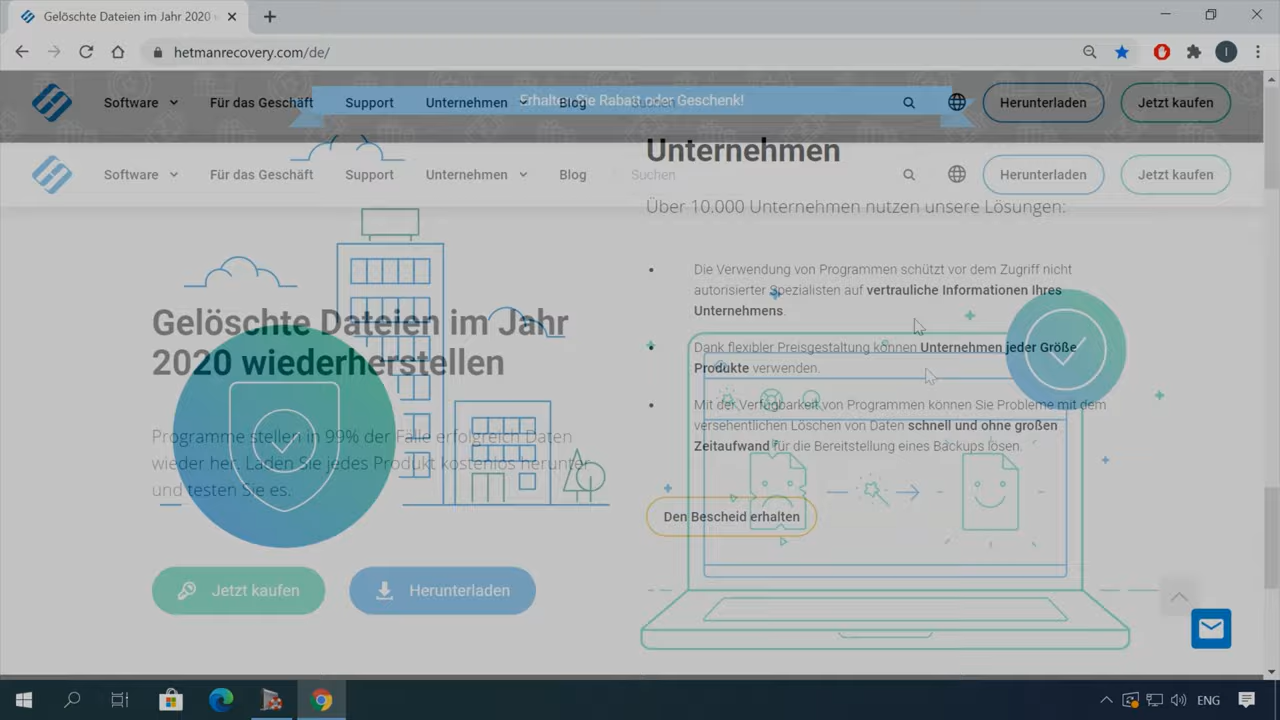 Gelöschte Dateien im Jahr 2020
hetmanrecovery.com/de/
Erhalten Sie Rabatt oder Geschenk!
Software
Für das Geschäft
Support
Unternehmen
Blog
Herunterladen
Jetzt kaufen
Software
Für das Geschäft
Support
Unternehmen
Blog
Suchen
Herunterladen
Jetzt kaufen
Unternehmen
Über 10.000 Unternehmen nutzen unsere Lösungen:
Die Verwendung von Programmen schützt vor dem Zugriff nicht
autorisierter Spezialisten auf vertrauliche Informationen Ihres
Unternehmens.
Dank flexibler Preisgestaltung können Unternehmen jeder Größe
Produkte verwenden.
Mit der Verfügbarkeit von Programmen können Sie Probleme mit dem
versehentlichen Löschen von Daten schnell und ohne großen
Zeitaufwand für die Bereitstellung eines Backups lösen.
Den Bescheid erhalten
Gelöschte Dateien im Jahr
2020 wiederherstellen
Programme stellen in 99% der Fälle erfolgreich Daten
wieder her. Laden Sie jedes Produkt kostenlos herunter
und testen Sie es.
Jetzt kaufen
Herunterladen
I
ENG